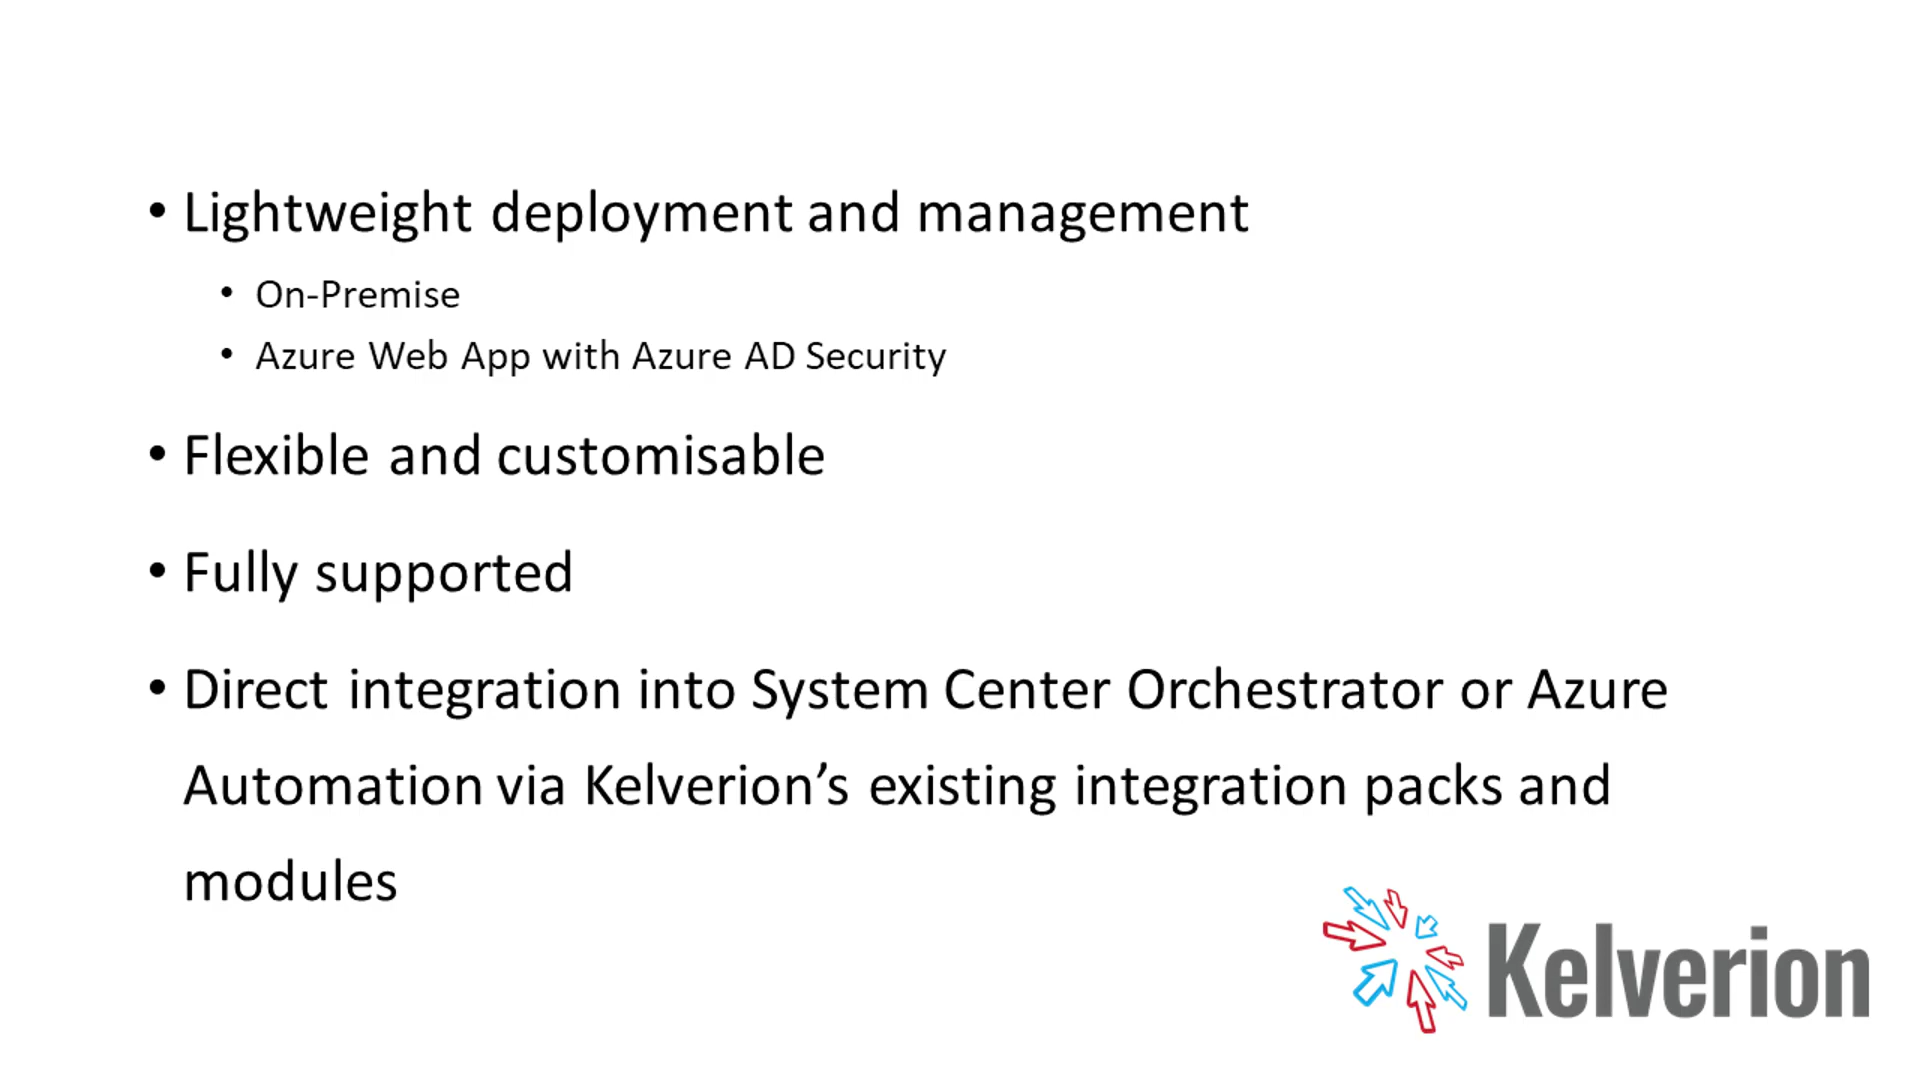 • Lightweight deployment and management
• On-Premise
• Azure Web App with Azure AD Security
• Flexible and customisable
• Fully supported
• Direct integration into System Center Orchestrator or Azure
Automation via Kelverion’s existing integration packs and
modules
Kelverion